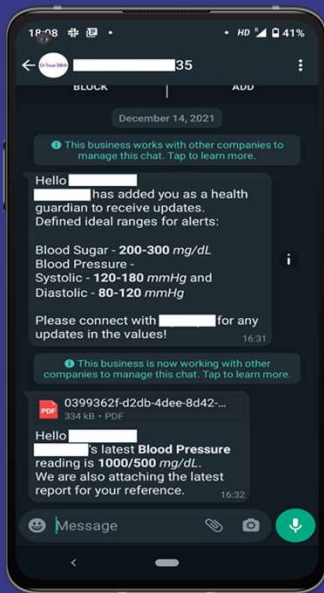 18:08
HD 41%
35
BLOCK
ADD
December 14, 2021
This business works with other companies to
manage this chat. Tap to learn more.
Hello
has added you as a health
guardian to receive updates.
Defined ideal ranges for alerts:
Blood Sugar - 200-300 mg/dL
Blood Pressure -
Systolic - 120-180 mmHg and
Diastolic - 80-120 mmHg
Please connect with for any
updates in the values!
16:31
This business is now working with other
companies to manage this chat. Tap to learn more.
PDF
0399362f-d2db-4dee-8d42-...
334 kB • PDF
Hello
's latest Blood Pressure
reading is 1000/500 mg/dL.
We are also attaching the latest
report for your reference.
16:32
Message